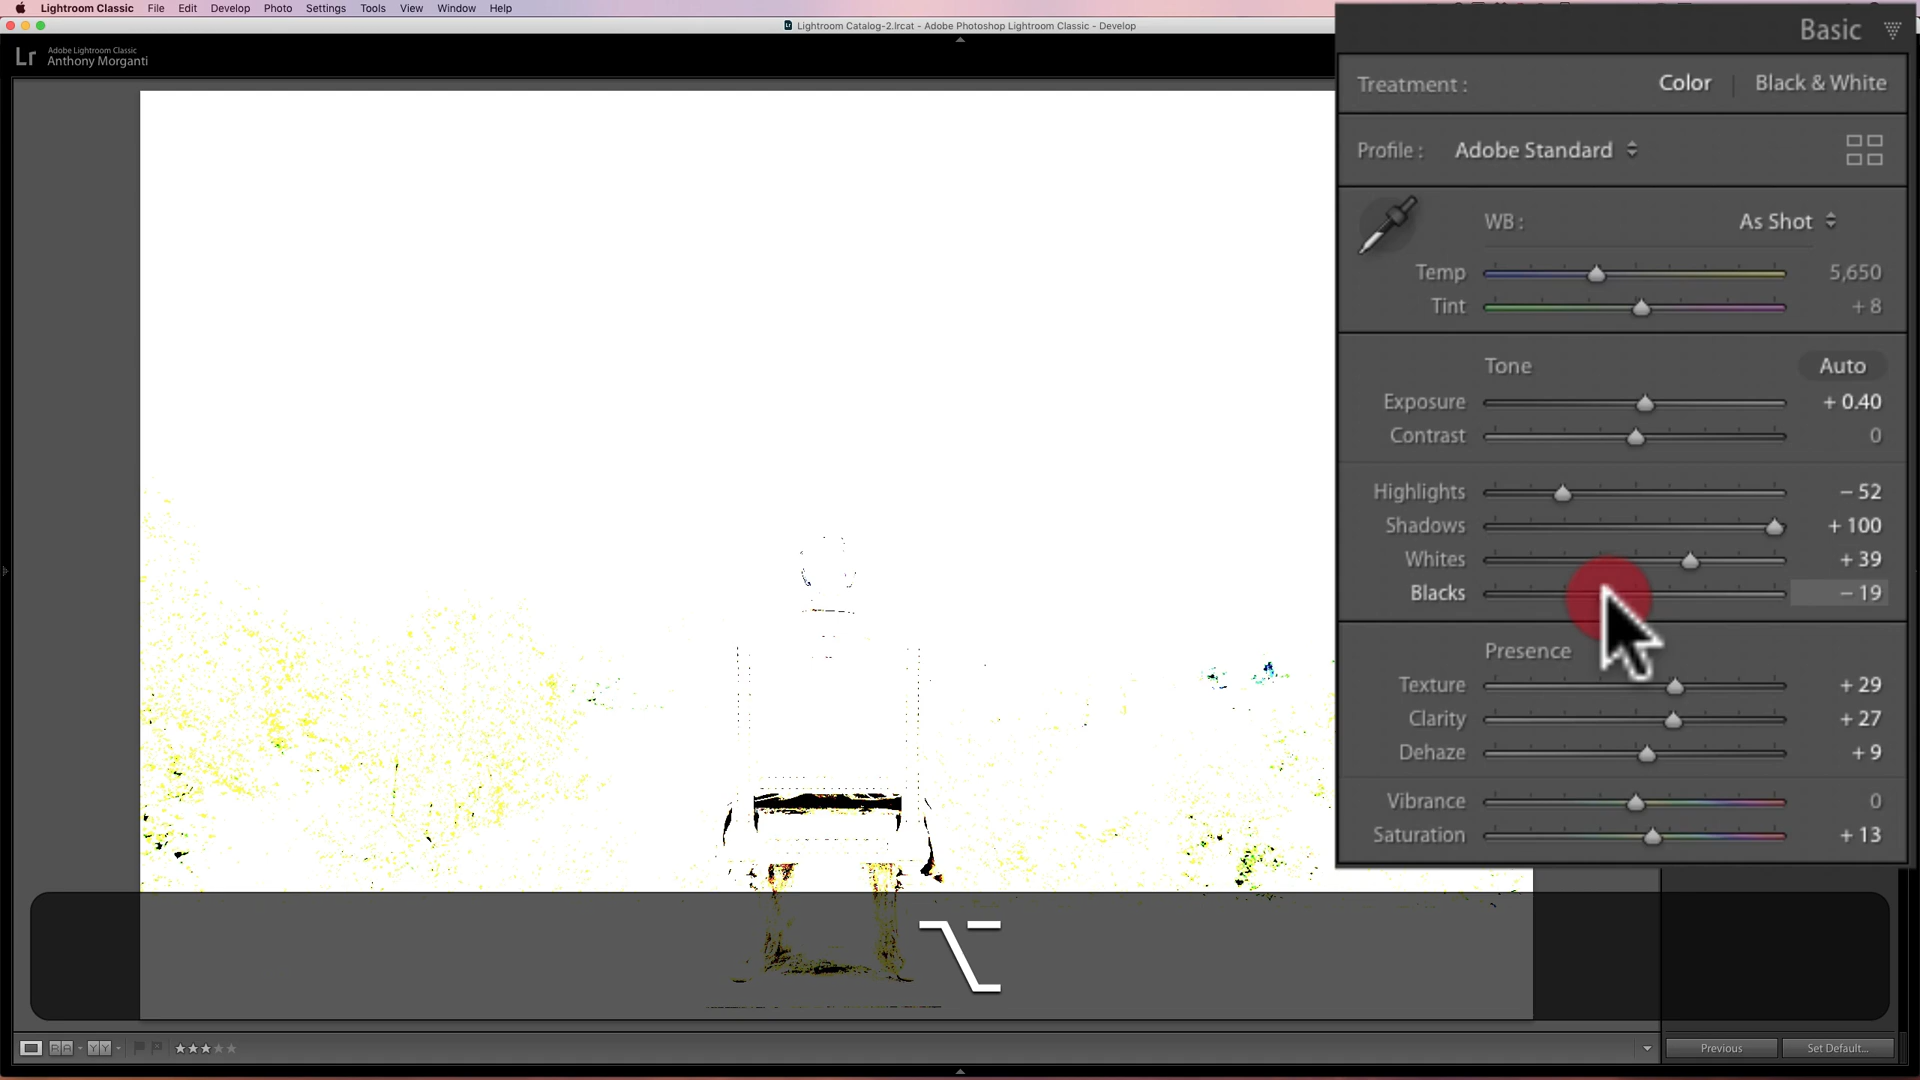 Lightroom Classic File Edit Develop Photo Settings Tools View Window Help
Lightroom Catalog-2.lrcat - Adobe Photoshop Lightroom Classic - Develop
Lr Adobe Lightroom Classic
Anthony Morganti
Basic
Treatment : Color Black & White
Profile : Adobe Standard
WB : As Shot
Temp 5,650
Tint + 8
Tone Auto
Exposure + 0.40
Contrast 0
Highlights − 52
Shadows + 100
Whites + 39
Blacks − 19
Presence
Texture + 29
Clarity + 27
Dehaze + 9
Vibrance 0
Saturation + 13
⌥
R A Y Y Previous Set Default...